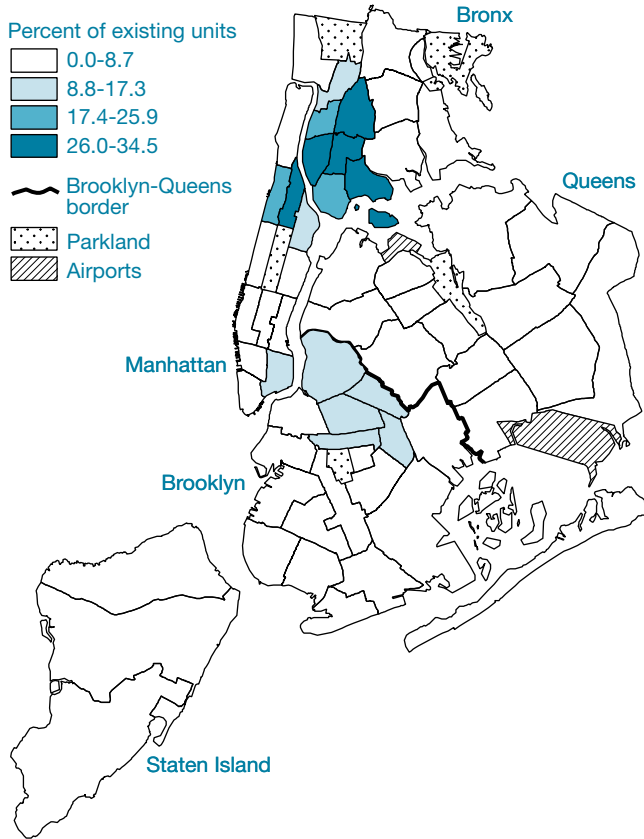 Percent of existing units
0.0-8.7
8.8-17.3
17.4-25.9
26.0-34.5
Brooklyn-Queens
border
Parkland
Airports
Bronx
Queens
Manhattan
Brooklyn
Staten Island